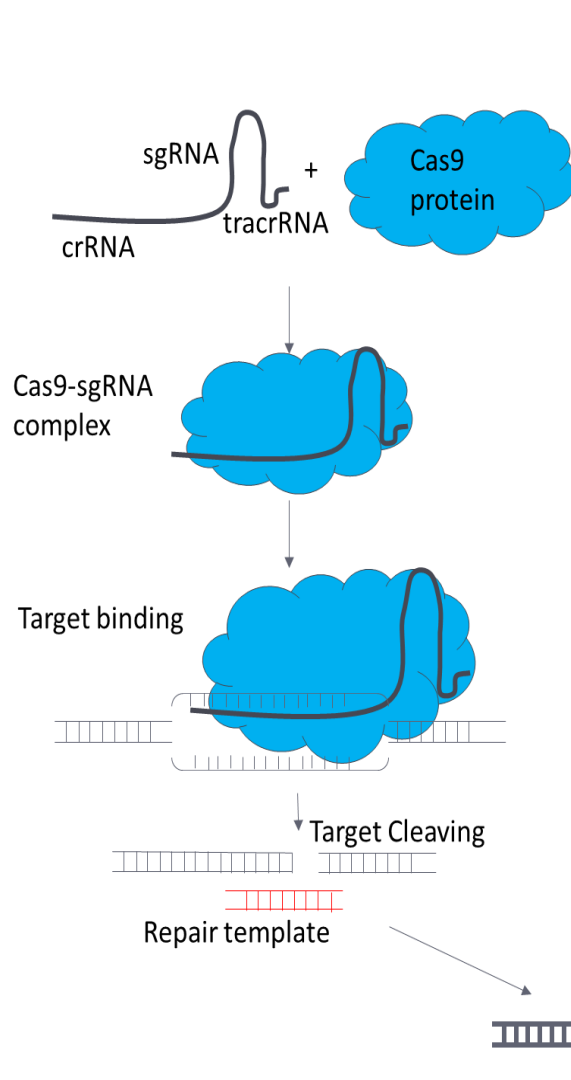 sgRNA
+
Cas9
protein
tracrRNA
crRNA
Cas9-sgRNA
complex
Target binding
Target Cleaving
Repair template